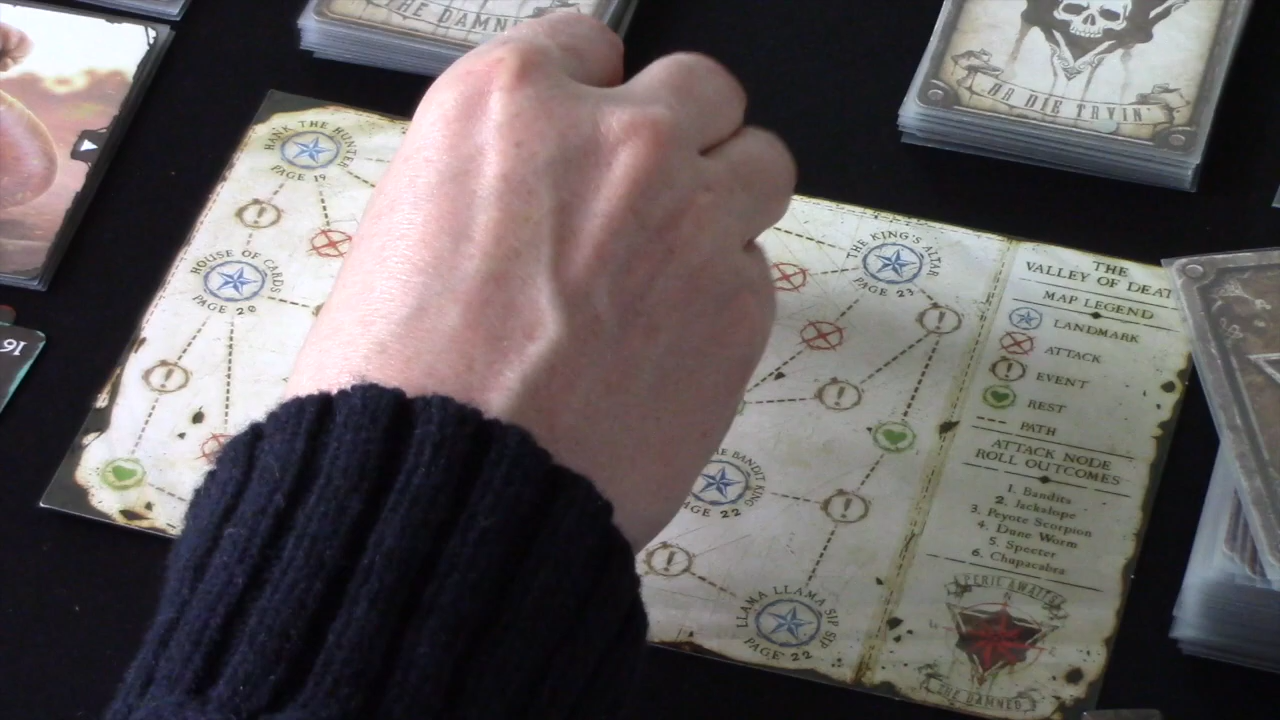 THE DAMN
OR DIE TRYIN'
HANK THE HUNTER
PAGE 19
HOUSE OF CARDS
PAGE 20
THE KING'S ALTAR
PAGE 23
BANDIT KING
22
LLAMA LLAMA SIP SIP
PAGE 22
THE
VALLEY OF DEAT
MAP LEGEND
LANDMARK
ATTACK
EVENT
REST
PATH
ATTACK NODE
ROLL OUTCOMES
1. Bandits
2. Jackalope
3. Peyote Scorpion
4. Dune Worm
5. Specter
6. Chupacabra
PERIL AWAITS
THE DAMNED
16